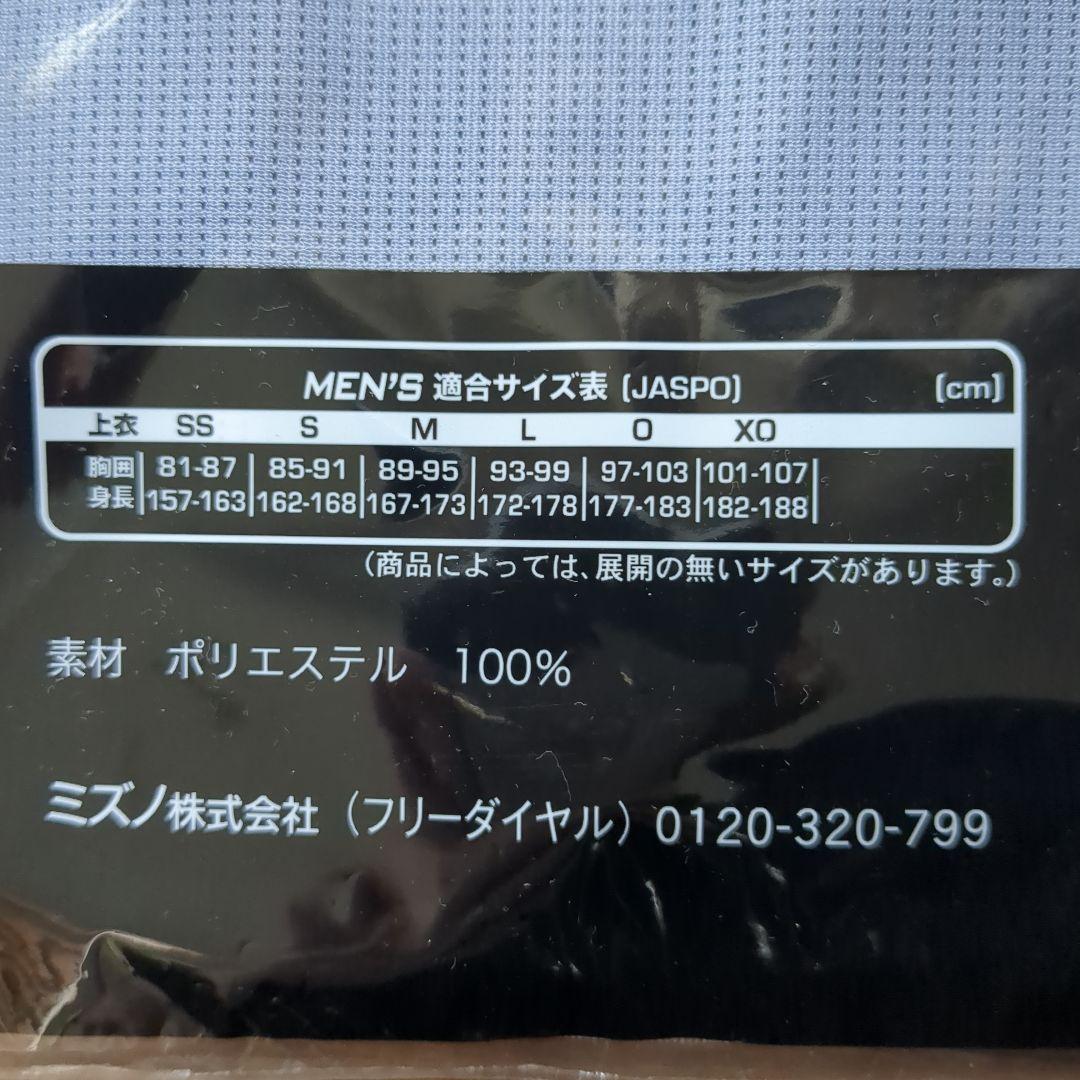 MEN'S 適合サイズ表 (JASPO) (cm)
上衣 SS S M L O XO
胸囲 81-87 85-91 89-95 93-99 97-103 101-107
身長 157-163 162-168 167-173 172-178 177-183 182-188
(商品によっては、展開の無いサイズがあります。)
素材 ポリエステル 100%
ミズノ株式会社 (フリーダイヤル) 0120-320-799